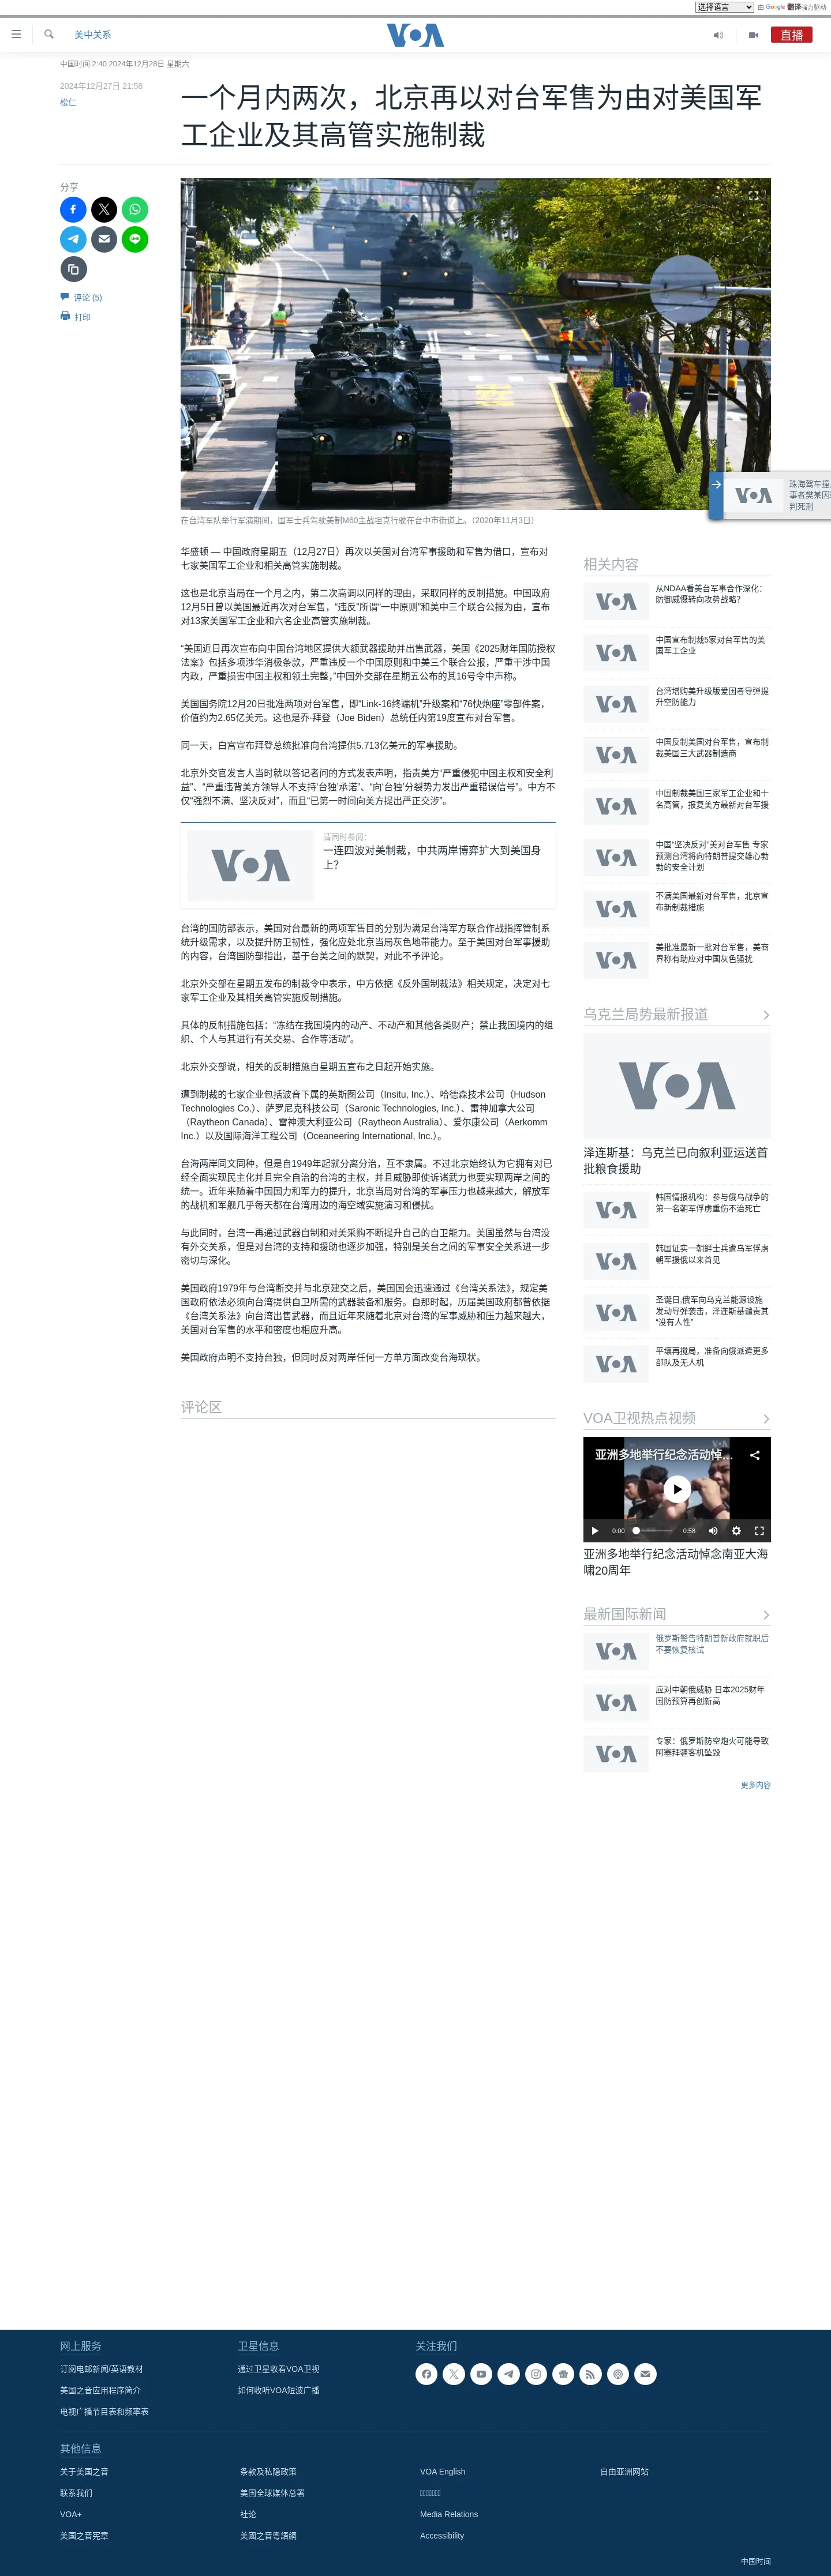 选择语言
由 Google 翻译强力驱动
美中关系
VOA
直播
中国时间 2:40 2024年12月28日 星期六
2024年12月27日 21:58
松仁
一个月内两次，北京再以对台军售为由对美国军
工企业及其高管实施制裁
分享
评论 (5)
打印
珠海驾车撞
事者樊某因
判死刑
在台湾军队举行军演期间，国军士兵驾驶美制M60主战坦克行驶在台中市街道上。（2020年11月3日）
华盛顿 — 中国政府星期五（12月27日）再次以美国对台湾军事援助和军售为借口，宣布对
七家美国军工企业和相关高管实施制裁。
这也是北京当局在一个月之内，第二次高调以同样的理由，采取同样的反制措施。中国政府
12月5日曾以美国最近再次对台军售，“违反”所谓“一中原则”和美中三个联合公报为由，宣布
对13家美国军工企业和六名企业高管实施制裁。
“美国近日再次宣布向中国台湾地区提供大额武器援助并出售武器，美国《2025财年国防授权
法案》包括多项涉华消极条款，严重违反一个中国原则和中美三个联合公报，严重干涉中国
内政，严重损害中国主权和领土完整，”中国外交部在星期五公布的其16号令中声称。
美国国务院12月20日批准两项对台军售，即“Link-16终端机”升级案和“76快炮座”零部件案，
价值约为2.65亿美元。这也是乔·拜登（Joe Biden）总统任内第19度宣布对台军售。
同一天，白宫宣布拜登总统批准向台湾提供5.713亿美元的军事援助。
北京外交官发言人当时就以答记者问的方式发表声明，指责美方“严重侵犯中国主权和安全利
益”、“严重违背美方领导人不支持‘台独’承诺”、“向‘台独’分裂势力发出严重错误信号”。中方不
仅“强烈不满、坚决反对”，而且“已第一时间向美方提出严正交涉”。
VOA
请同时参阅：
一连四波对美制裁，中共两岸博弈扩大到美国身
上？
台湾的国防部表示，美国对台最新的两项军售目的分别为满足台湾军方联合作战指挥管制系
统升级需求，以及提升防卫韧性，强化应处北京当局灰色地带能力。至于美国对台军事援助
的内容，台湾国防部指出，基于台美之间的默契，对此不予评论。
北京外交部在星期五发布的制裁令中表示，中方依据《反外国制裁法》相关规定，决定对七
家军工企业及其相关高管实施反制措施。
具体的反制措施包括：“冻结在我国境内的动产、不动产和其他各类财产；禁止我国境内的组
织、个人与其进行有关交易、合作等活动”。
北京外交部说，相关的反制措施自星期五宣布之日起开始实施。
遭到制裁的七家企业包括波音下属的英斯图公司（Insitu, Inc.）、哈德森技术公司（Hudson
Technologies Co.）、萨罗尼克科技公司（Saronic Technologies, Inc.）、雷神加拿大公司
（Raytheon Canada）、雷神澳大利亚公司（Raytheon Australia）、爱尔康公司（Aerkomm
Inc.）以及国际海洋工程公司（Oceaneering International, Inc.）。
台海两岸同文同种，但是自1949年起就分离分治，互不隶属。不过北京始终认为它拥有对已
经全面实现民主化并且完全自治的台湾的主权，并且威胁即使诉诸武力也要实现两岸之间的
统一。近年来随着中国国力和军力的提升，北京当局对台湾的军事压力也越来越大，解放军
的战机和军舰几乎每天都在台湾周边的海空域实施演习和侵扰。
与此同时，台湾一再通过武器自制和对美采购不断提升自己的自卫能力。美国虽然与台湾没
有外交关系，但是对台湾的支持和援助也逐步加强，特别是美台之间的军事安全关系进一步
密切与深化。
美国政府1979年与台湾断交并与北京建交之后，美国国会迅速通过《台湾关系法》，规定美
国政府依法必须向台湾提供自卫所需的武器装备和服务。自那时起，历届美国政府都曾依据
《台湾关系法》向台湾出售武器，而且近年来随着北京对台湾的军事威胁和压力越来越大，
美国对台军售的水平和密度也相应升高。
美国政府声明不支持台独，但同时反对两岸任何一方单方面改变台海现状。
评论区
相关内容
从NDAA看美台军事合作深化：
防御威慑转向攻势战略？
中国宣布制裁5家对台军售的美
国军工企业
台湾增购美升级版爱国者导弹提
升空防能力
中国反制美国对台军售，宣布制
裁美国三大武器制造商
中国制裁美国三家军工企业和十
名高管，报复美方最新对台军援
中国“坚决反对”美对台军售 专家
预测台湾将向特朗普提交雄心勃
勃的安全计划
不满美国最新对台军售，北京宣
布新制裁措施
美批准最新一批对台军售，美商
界称有助应对中国灰色骚扰
乌克兰局势最新报道
VOA
泽连斯基：乌克兰已向叙利亚运送首
批粮食援助
韩国情报机构：参与俄乌战争的
第一名朝军俘虏重伤不治死亡
韩国证实一朝鲜士兵遭乌军俘虏
朝军援俄以来首见
圣诞日,俄军向乌克兰能源设施
发动导弹袭击，泽连斯基谴责其
“没有人性”
平壤再搅局，准备向俄派遣更多
部队及无人机
VOA卫视热点视频
亚洲多地举行纪念活动悼...
0:00
0:58
亚洲多地举行纪念活动悼念南亚大海
啸20周年
最新国际新闻
俄罗斯警告特朗普新政府就职后
不要恢复核试
应对中朝俄威胁 日本2025财年
国防预算再创新高
专家：俄罗斯防空炮火可能导致
阿塞拜疆客机坠毁
更多内容
网上服务
卫星信息
关注我们
订阅电邮新闻/英语教材
通过卫星收看VOA卫视
美国之音应用程序简介
如何收听VOA短波广播
电视广播节目表和频率表
其他信息
关于美国之音
条款及私隐政策
VOA English
自由亚洲网站
联系我们
美国全球媒体总署
VOA+
社论
Media Relations
美国之音宪章
美國之音粵語網
Accessibility
中国时间